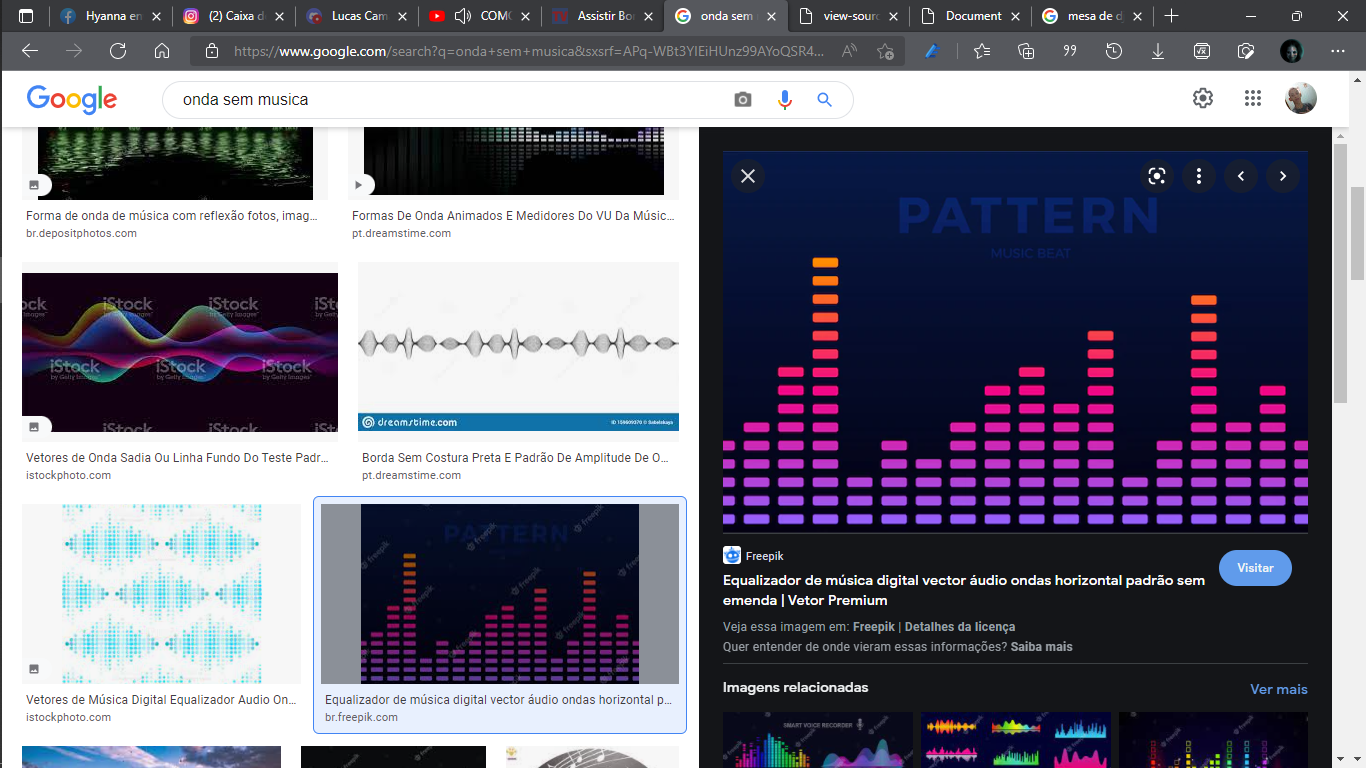 Hyanna en
(2) Caixa d
Lucas Cam
COMO
Assistir Bo
onda sem
view-sourc
Document
mesa de d
https://www.google.com/search?q=onda+sem+musica&sxsrf=APq-WBt3YIEiHUnz99AYoQSR4...
Google
onda sem musica
Forma de onda de música com reflexão fotos, imag...
br.depositphotos.com
Formas De Onda Animados E Medidores Do VU Da Músic...
pt.dreamstime.com
iStock
by Getty Images
Vetores de Onda Sadia Ou Linha Fundo Do Teste Padr...
istockphoto.com
dreamstime.com
Borda Sem Costura Preta E Padrão De Amplitude De O...
pt.dreamstime.com
Vetores de Música Digital Equalizador Audio On...
istockphoto.com
PATTERN
freepik
Equalizador de música digital vector áudio ondas horizontal p...
br.freepik.com
PATTERN
MUSIC BEAT
Freepik
Equalizador de música digital vector áudio ondas horizontal padrão sem
emenda | Vetor Premium
Visitar
Veja essa imagem em: Freepik | Detalhes da licença
Quer entender de onde vieram essas informações? Saiba mais
Imagens relacionadas
Ver mais
SMART VOICE RECORDER